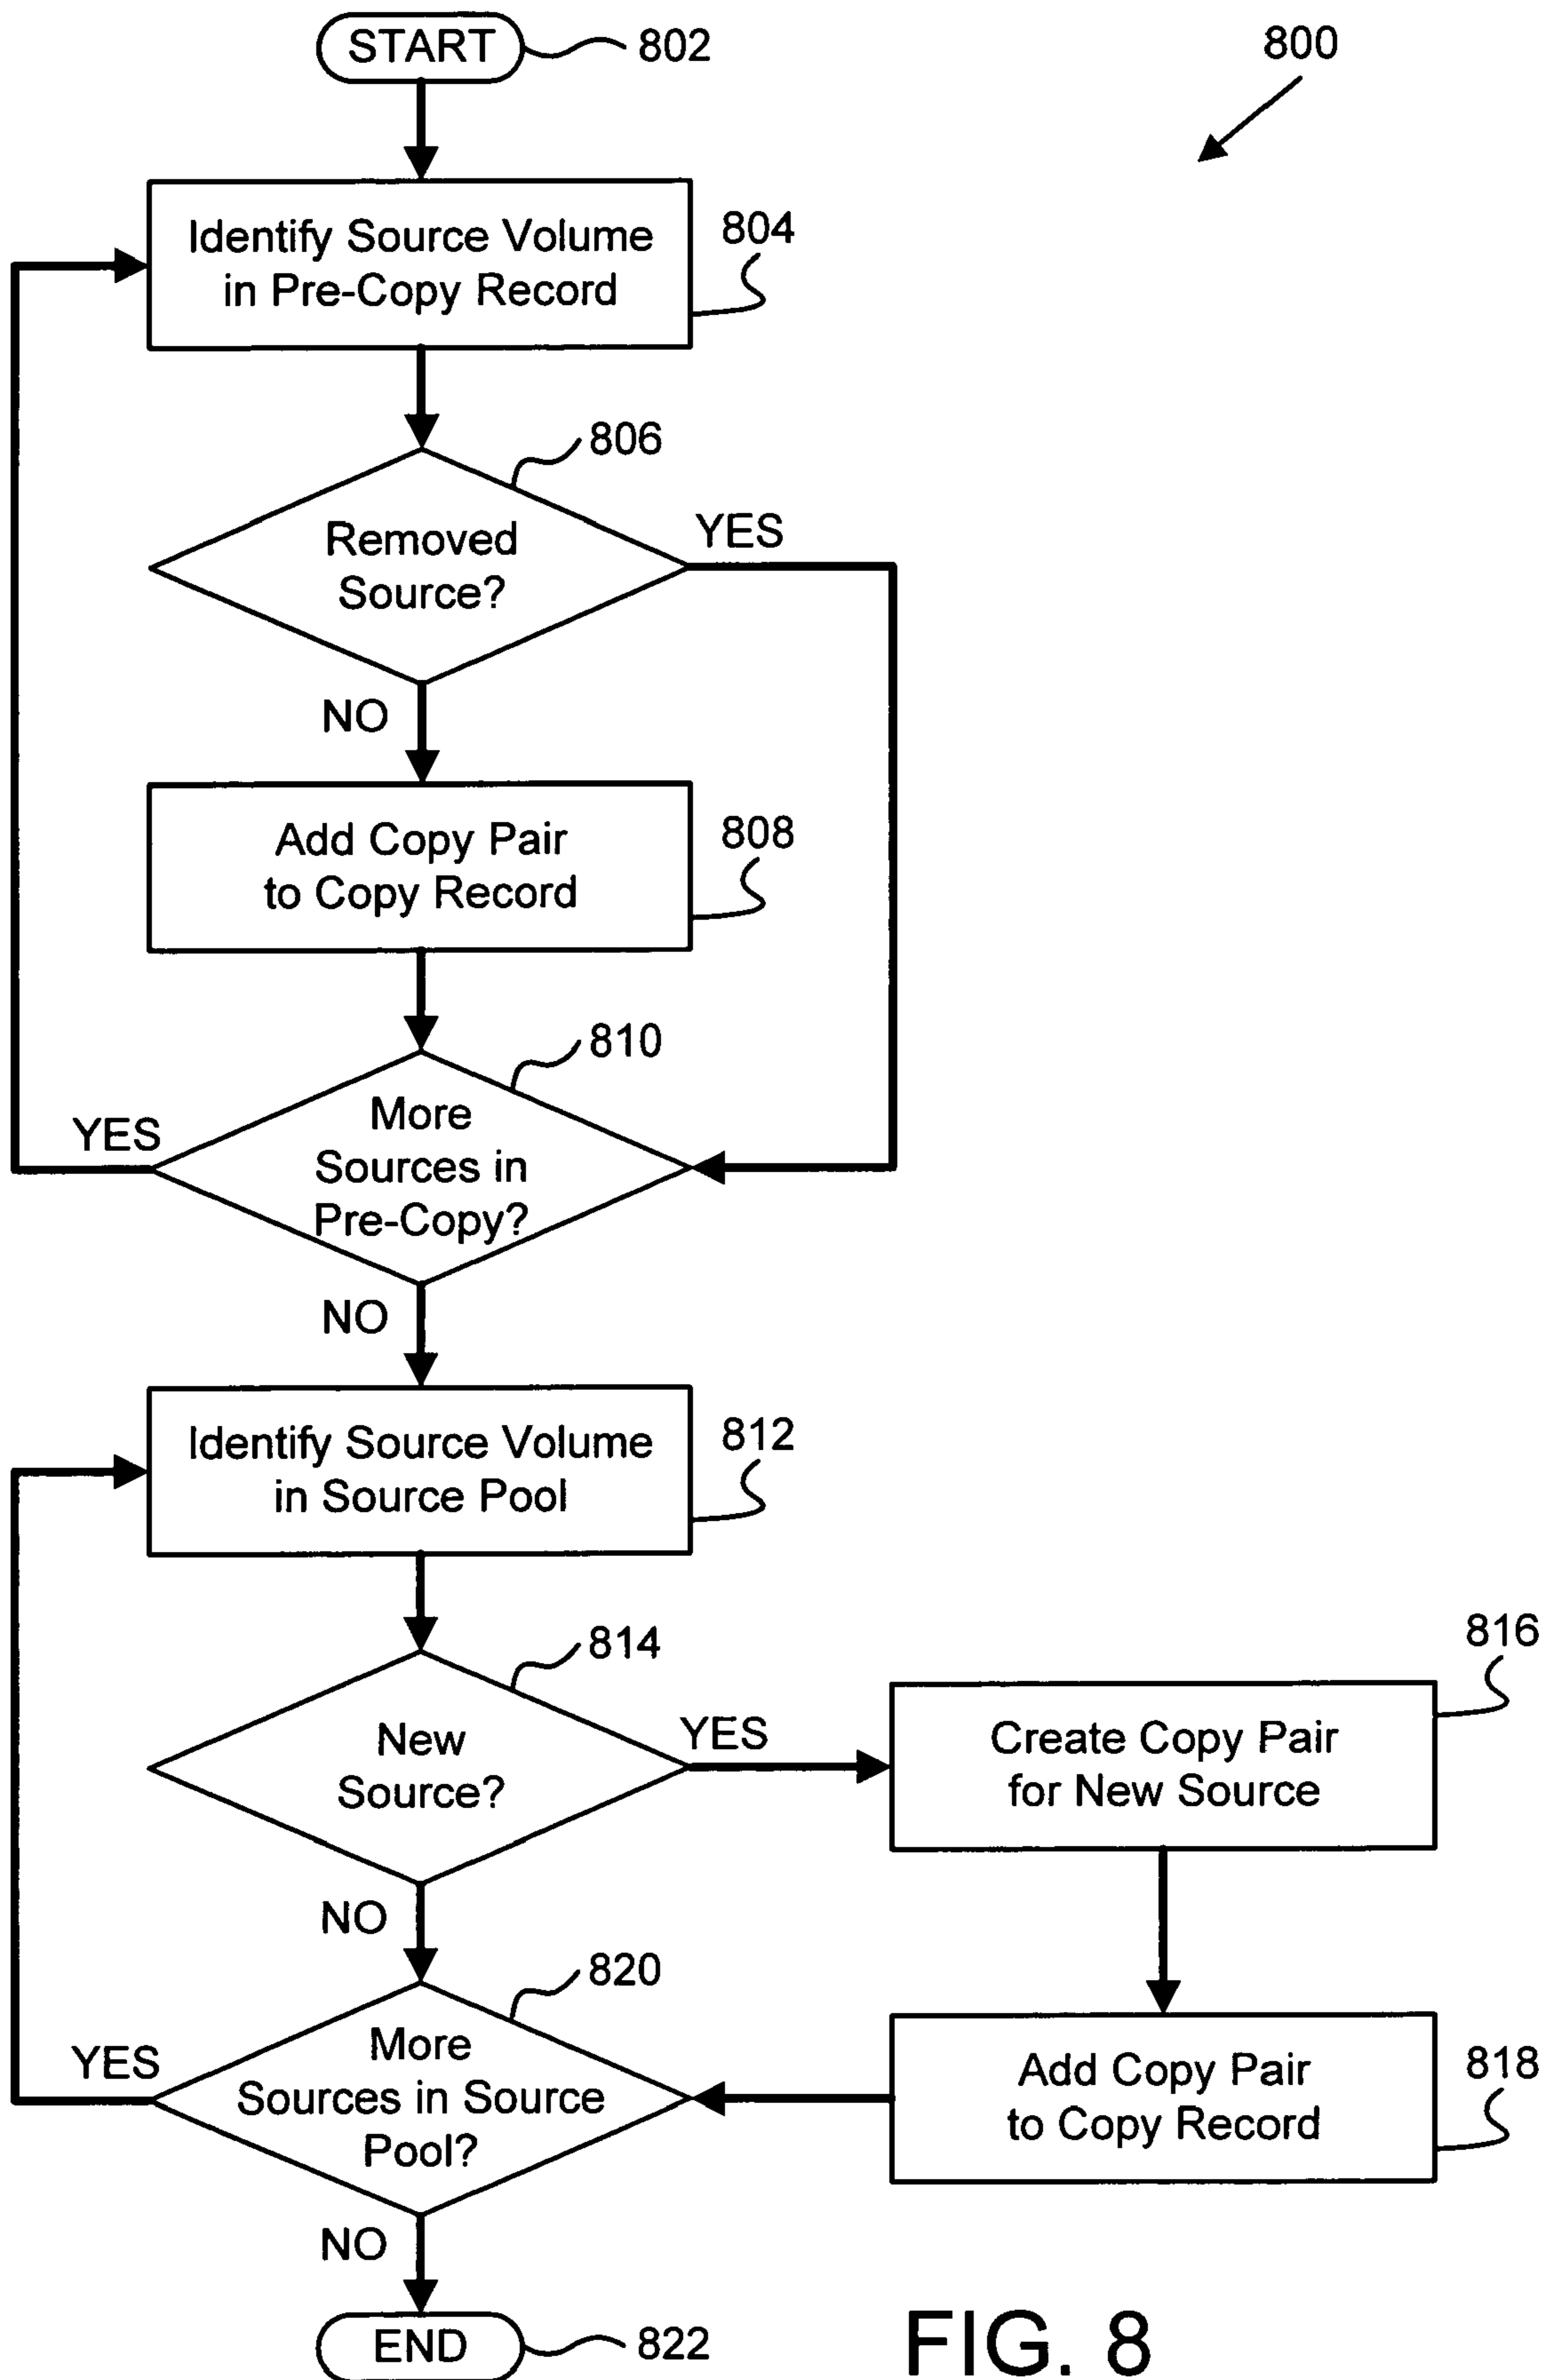 START
802
800
Identify Source Volume
in Pre-Copy Record
804
806
Removed
Source?
YES
NO
Add Copy Pair
to Copy Record
808
810
More
Sources in
Pre-Copy?
YES
NO
Identify Source Volume
in Source Pool
812
814
New
Source?
YES
816
Create Copy Pair
for New Source
NO
820
More
Sources in Source
Pool?
YES
Add Copy Pair
to Copy Record
818
NO
END
822
FIG. 8